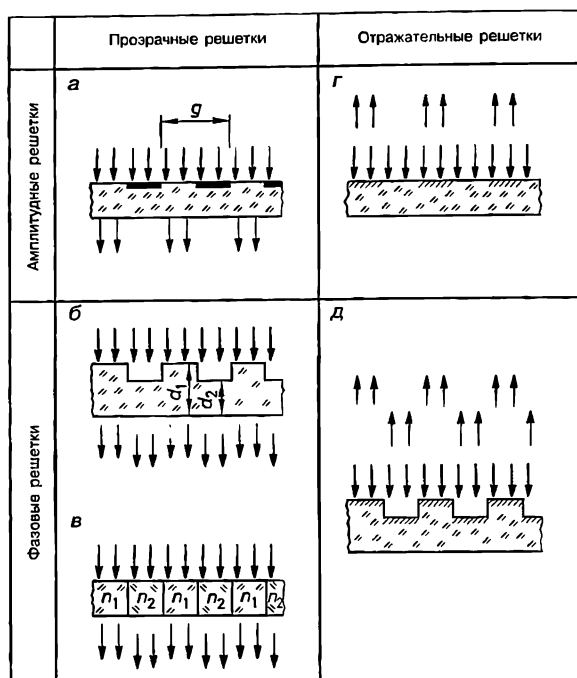 Прозрачные решетки
Отражательные решетки
Амплитудные решетки
а
g
г
Фазовые решетки
б
d₁
d₂
д
в
n₁ n₂ n₁ n₂ n₁ n₂